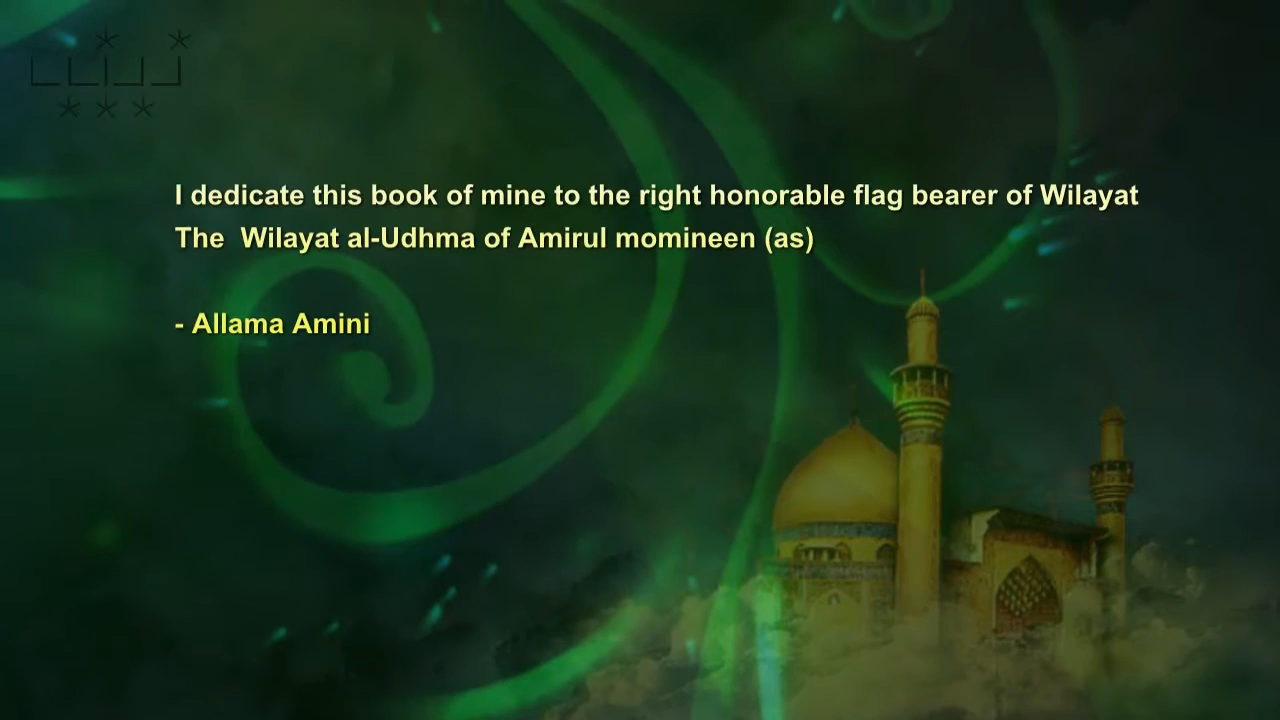 I dedicate this book of mine to the right honorable flag bearer of Wilayat
The  Wilayat al-Udhma of Amirul momineen (as)
- Allama Amini